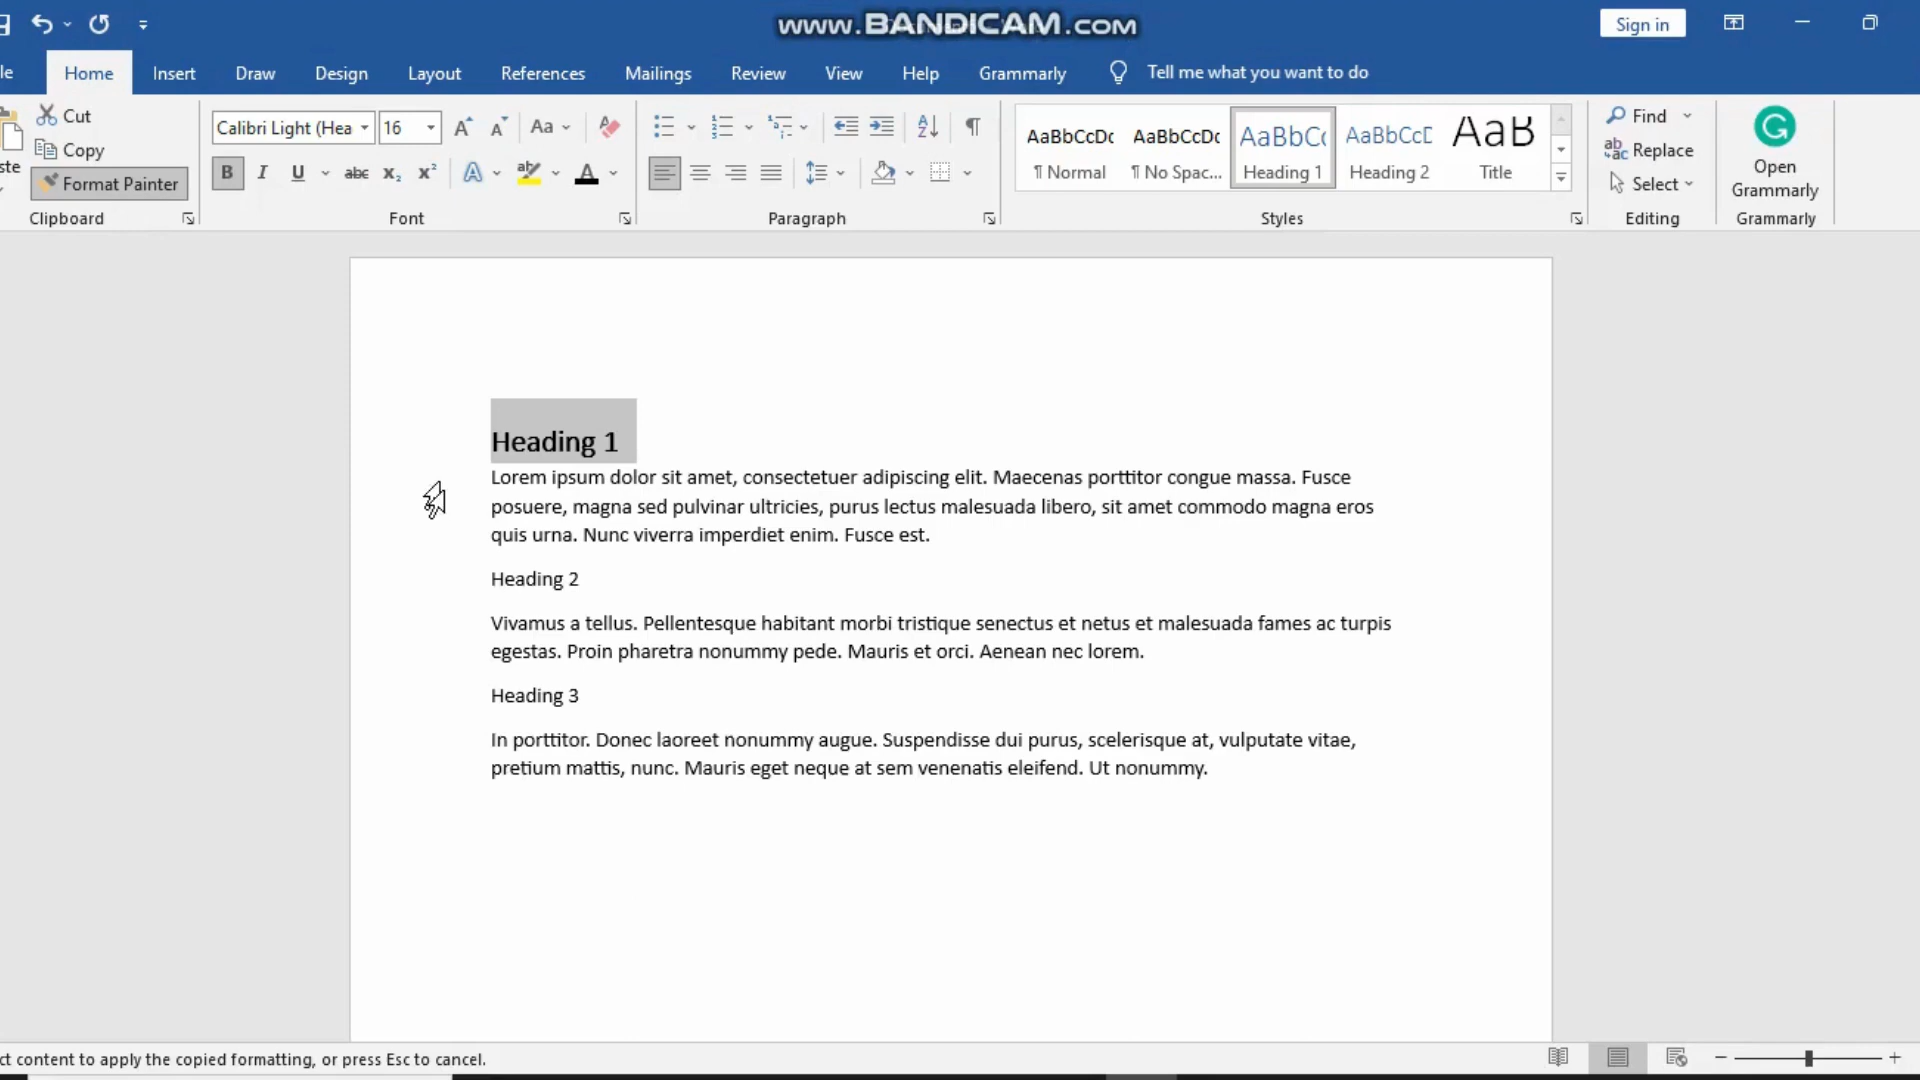 www.BANDICAM.com
Sign in
le
Home
Insert
Draw
Design
Layout
References
Mailings
Review
View
Help
Grammarly
Tell me what you want to do
ste
Cut
Copy
Format Painter
Clipboard
Calibri Light (Hea
16
Aa
B I U abc x₂ x² A ab A
Font
Paragraph
AaBbCcDc
¶ Normal
AaBbCcDc
¶ No Spac...
AaBbCc
Heading 1
AaBbCcE
Heading 2
AaB
Title
Styles
Find
Replace
Select
Editing
Open
Grammarly
Grammarly
Heading 1
Lorem ipsum dolor sit amet, consectetuer adipiscing elit. Maecenas porttitor congue massa. Fusce
posuere, magna sed pulvinar ultricies, purus lectus malesuada libero, sit amet commodo magna eros
quis urna. Nunc viverra imperdiet enim. Fusce est.
Heading 2
Vivamus a tellus. Pellentesque habitant morbi tristique senectus et netus et malesuada fames ac turpis
egestas. Proin pharetra nonummy pede. Mauris et orci. Aenean nec lorem.
Heading 3
In porttitor. Donec laoreet nonummy augue. Suspendisse dui purus, scelerisque at, vulputate vitae,
pretium mattis, nunc. Mauris eget neque at sem venenatis eleifend. Ut nonummy.
ct content to apply the copied formatting, or press Esc to cancel.